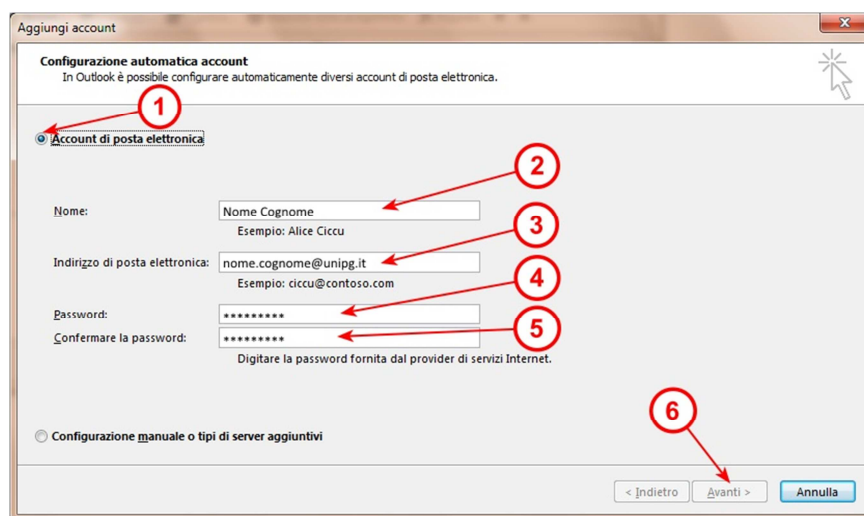 Aggiungi account
Configurazione automatica account
In Outlook è possibile configurare automaticamente diversi account di posta elettronica.
1
Account di posta elettronica
2
Nome: Nome Cognome
Esempio: Alice Ciccu
3
Indirizzo di posta elettronica: nome.cognome@unipg.it
Esempio: ciccu@contoso.com
4
Password: *********
5
Confermare la password: *********
Digitare la password fornita dal provider di servizi Internet.
6
Configurazione manuale o tipi di server aggiuntivi
< Indietro Avanti > Annulla